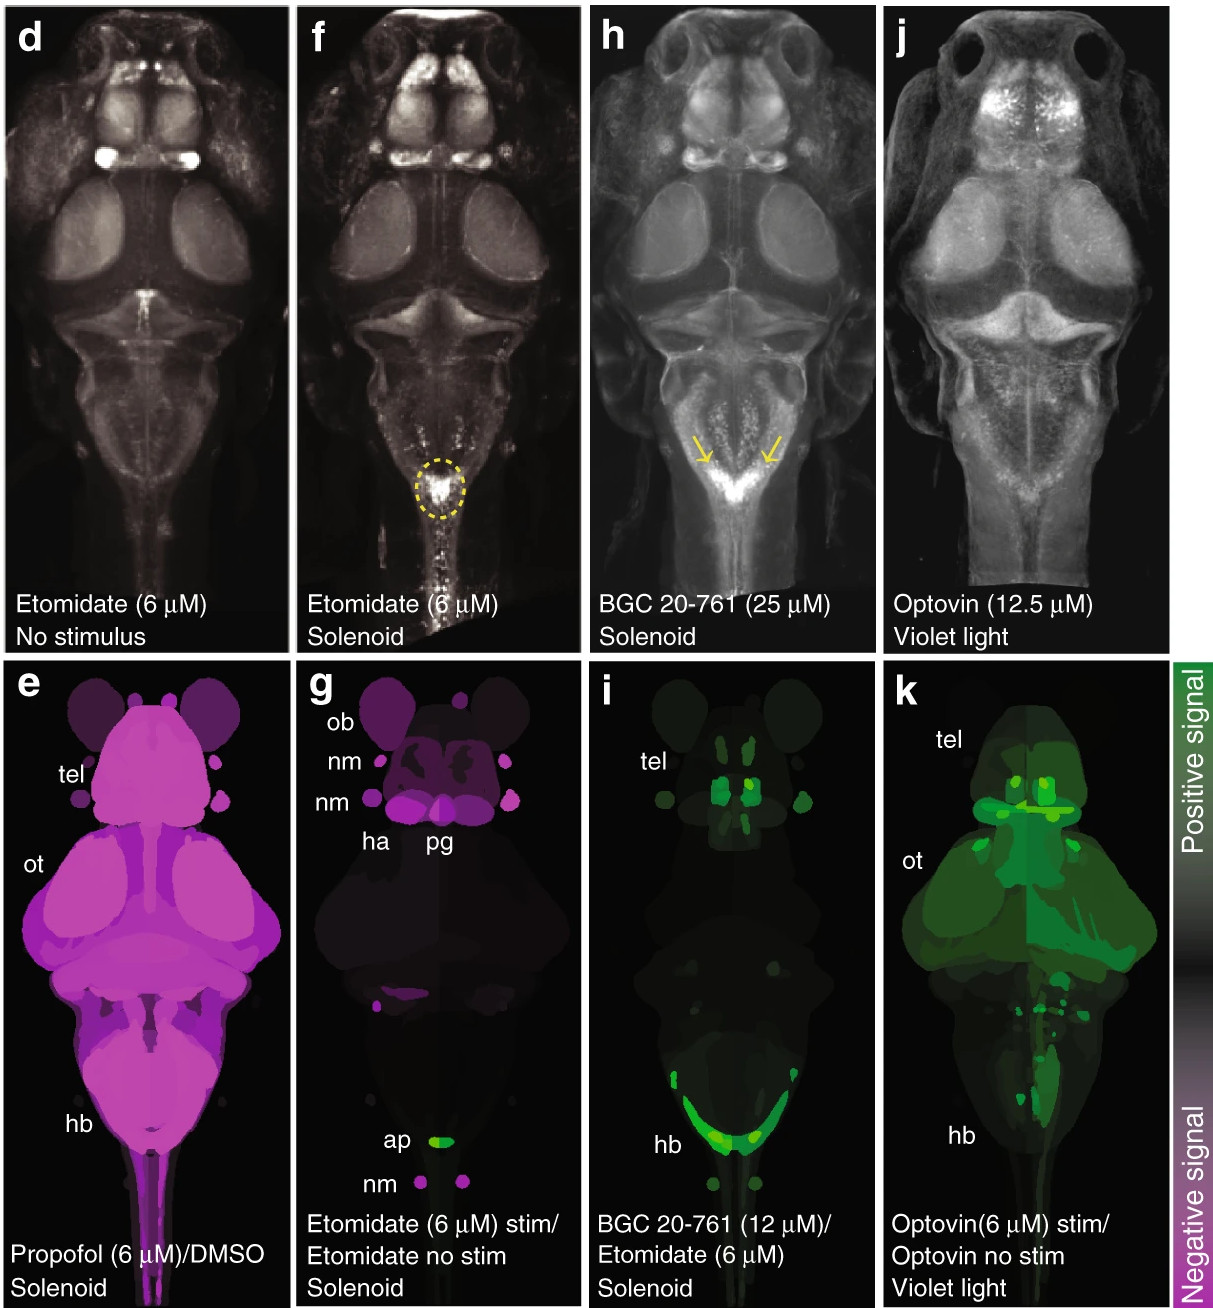 d
f
h
j
Etomidate (6 µM)
No stimulus
Etomidate (6 µM)
Solenoid
BGC 20-761 (25 µM)
Solenoid
Optovin (12.5 µM)
Violet light
e
tel
ot
hb
Propofol (6 µM)/DMSO
Solenoid
g
ob
nm
nm
ha
pg
ap
nm
Etomidate (6 µM) stim/
Etomidate no stim
Solenoid
i
tel
hb
BGC 20-761 (12 µM)/
Etomidate (6 µM)
Solenoid
k
tel
ot
hb
Optovin(6 µM) stim/
Optovin no stim
Violet light
Positive signal
Negative signal